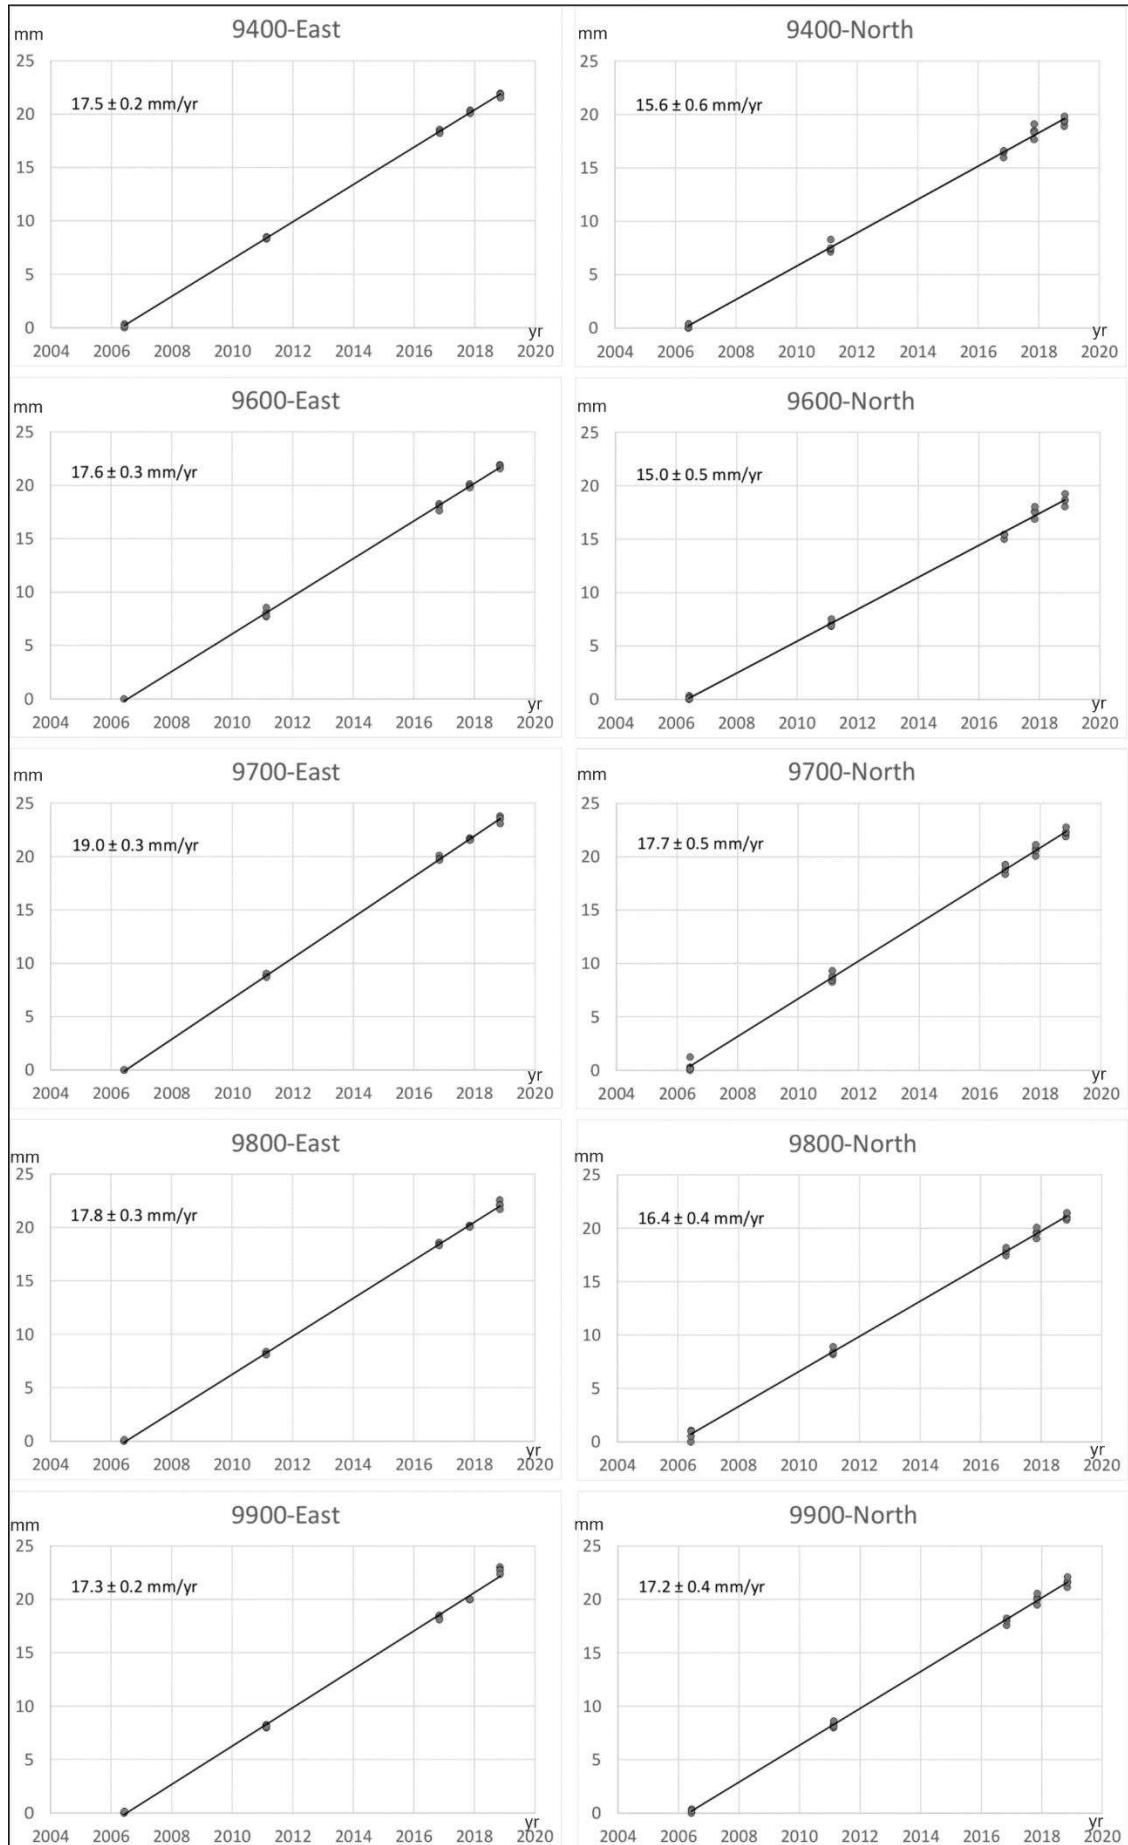 9400-East
mm
25
17.5 ± 0.2 mm/yr
20
15
10
5
0
yr
2004 2006 2008 2010 2012 2014 2016 2018 2020
9400-North
mm
25
15.6 ± 0.6 mm/yr
20
15
10
5
0
yr
2004 2006 2008 2010 2012 2014 2016 2018 2020
9600-East
mm
25
17.6 ± 0.3 mm/yr
20
15
10
5
0
yr
2004 2006 2008 2010 2012 2014 2016 2018 2020
9600-North
mm
25
15.0 ± 0.5 mm/yr
20
15
10
5
0
yr
2004 2006 2008 2010 2012 2014 2016 2018 2020
9700-East
mm
25
19.0 ± 0.3 mm/yr
20
15
10
5
0
yr
2004 2006 2008 2010 2012 2014 2016 2018 2020
9700-North
mm
25
17.7 ± 0.5 mm/yr
20
15
10
5
0
yr
2004 2006 2008 2010 2012 2014 2016 2018 2020
9800-East
mm
25
17.8 ± 0.3 mm/yr
20
15
10
5
0
yr
2004 2006 2008 2010 2012 2014 2016 2018 2020
9800-North
mm
25
16.4 ± 0.4 mm/yr
20
15
10
5
0
yr
2004 2006 2008 2010 2012 2014 2016 2018 2020
9900-East
mm
25
17.3 ± 0.2 mm/yr
20
15
10
5
0
yr
2004 2006 2008 2010 2012 2014 2016 2018 2020
9900-North
mm
25
17.2 ± 0.4 mm/yr
20
15
10
5
0
yr
2004 2006 2008 2010 2012 2014 2016 2018 2020